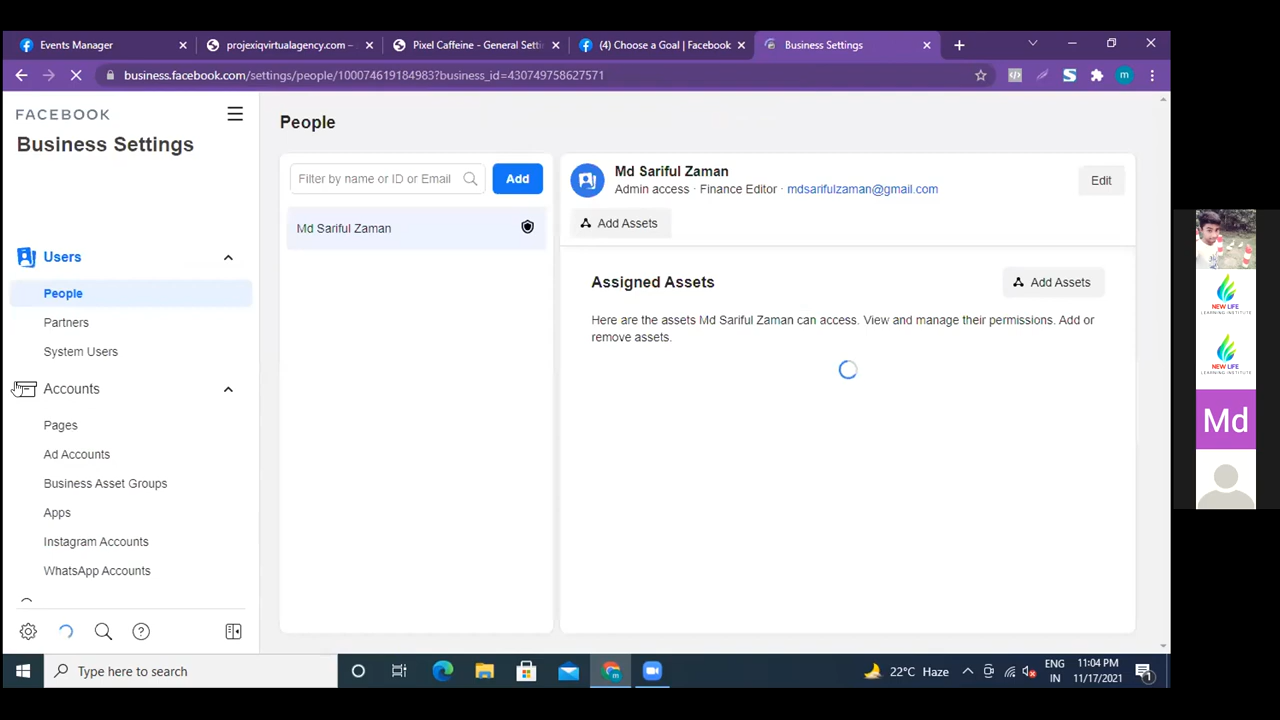 Events Manager
projexiqvirtualagency.com –
Pixel Caffeine - General Setti
(4) Choose a Goal | Facebook
Business Settings
business.facebook.com/settings/people/100074619184983?business_id=430749758627571
m
FACEBOOK
Business Settings
Users
People
Partners
System Users
Accounts
Pages
Ad Accounts
Business Asset Groups
Apps
Instagram Accounts
WhatsApp Accounts
People
Filter by name or ID or Email
Add
Md Sariful Zaman
Md Sariful Zaman
Admin access · Finance Editor · mdsarifulzaman@gmail.com
Edit
Add Assets
Assigned Assets
Add Assets
Here are the assets Md Sariful Zaman can access. View and manage their permissions. Add or
remove assets.
NEW LIFE
LEARNING INSTITUTE
NEW LIFE
LEARNING INSTITUTE
Md
Type here to search
22°C Haze
ENG
IN
11:04 PM
11/17/2021
1